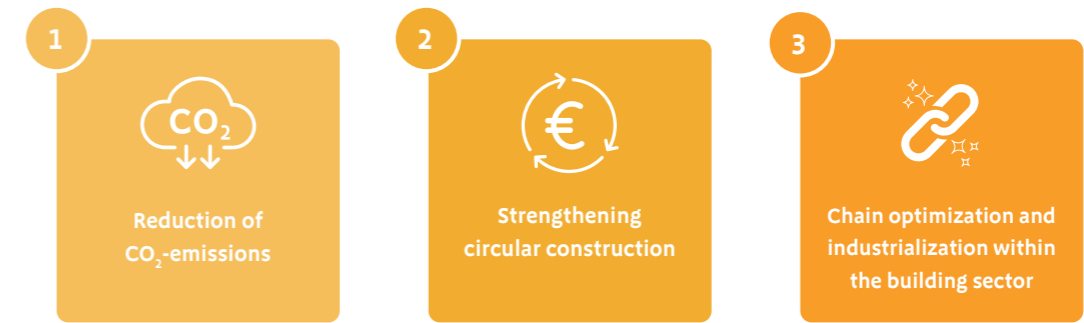 1
CO₂
Reduction of
CO₂-emissions
2
€
Strengthening
circular construction
3
Chain optimization and
industrialization within
the building sector